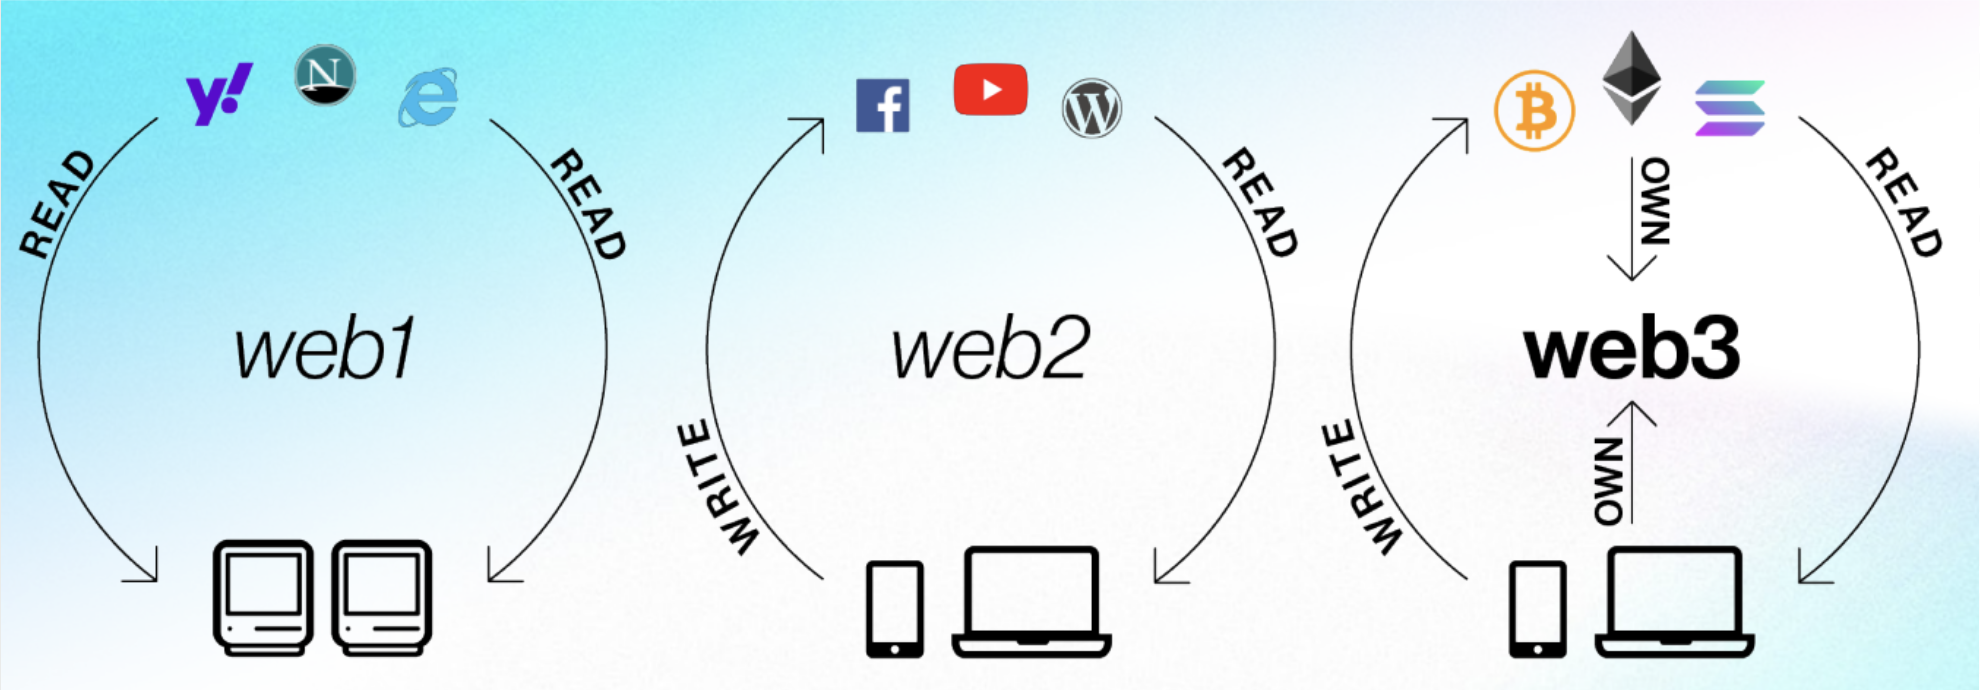 READ
READ
web1
WRITE
READ
web2
WRITE
OWN
READ
web3
OWN